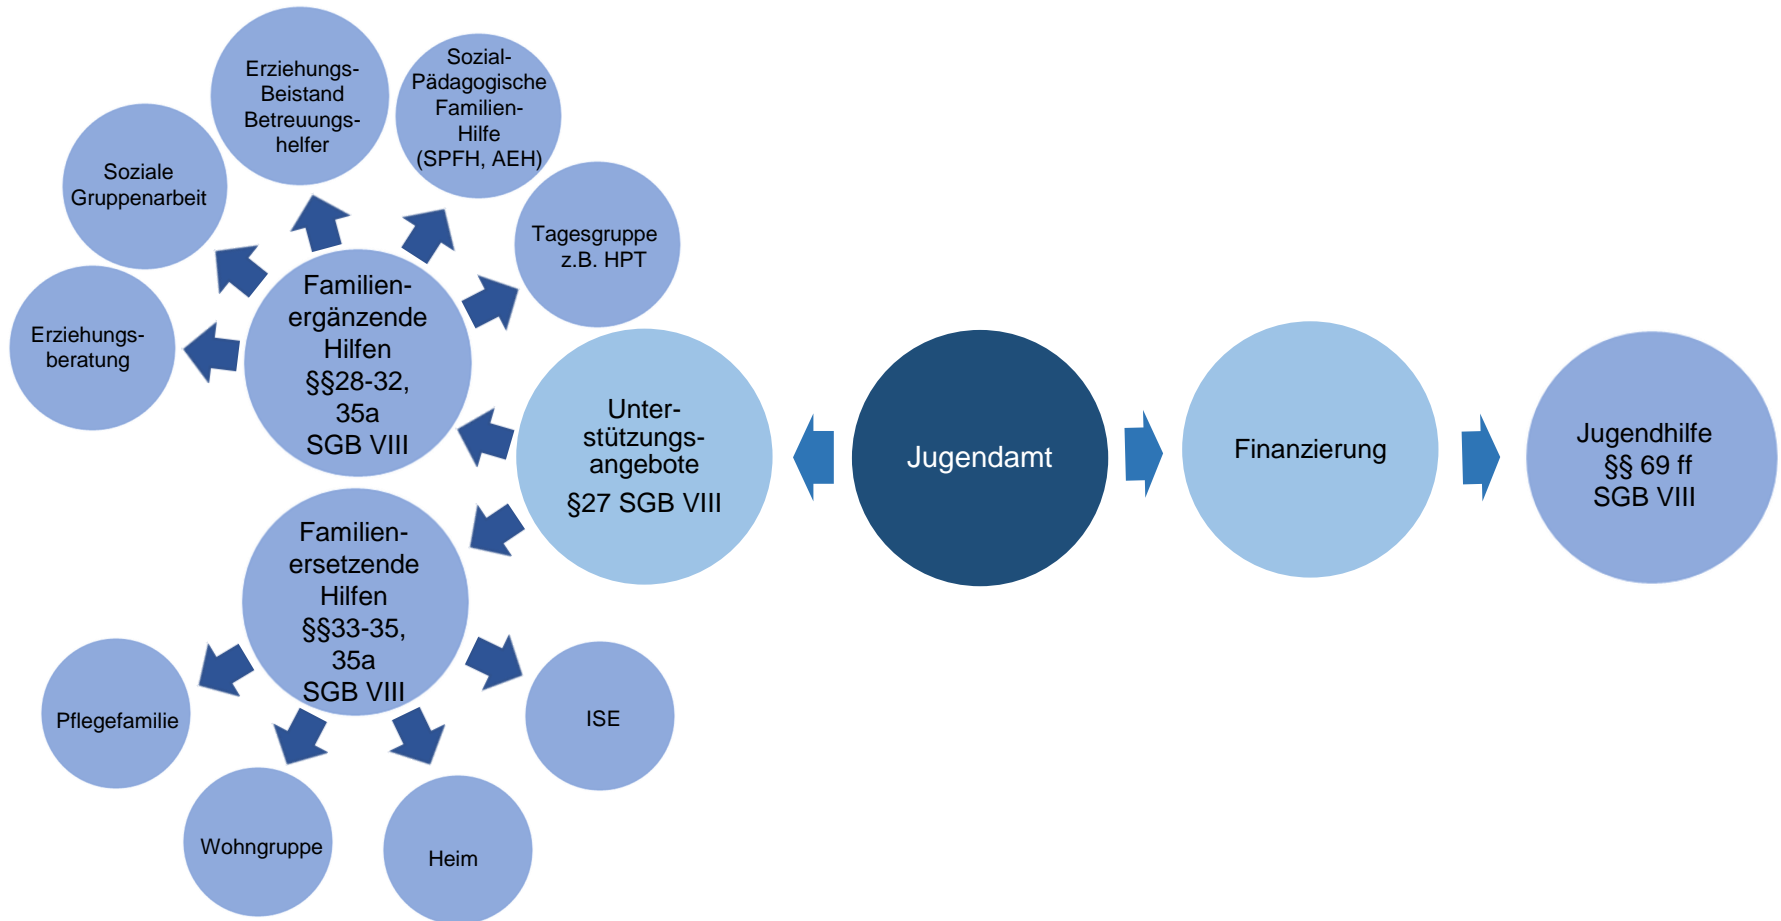 Erziehungs-
Beistand
Betreuungs-
helfer
Sozial-
Pädagogische
Familien-
Hilfe
(SPFH, AEH)
Soziale
Gruppenarbeit
Tagesgruppe
z.B. HPT
Erziehungs-
beratung
Familien-
ergänzende
Hilfen
§§28-32,
35a
SGB VIII
Unter-
stützungs-
angebote
§27 SGB VIII
Jugendamt
Finanzierung
Jugendhilfe
§§ 69 ff
SGB VIII
Familien-
ersetzende
Hilfen
§§33-35,
35a
SGB VIII
Pflegefamilie
ISE
Wohngruppe
Heim